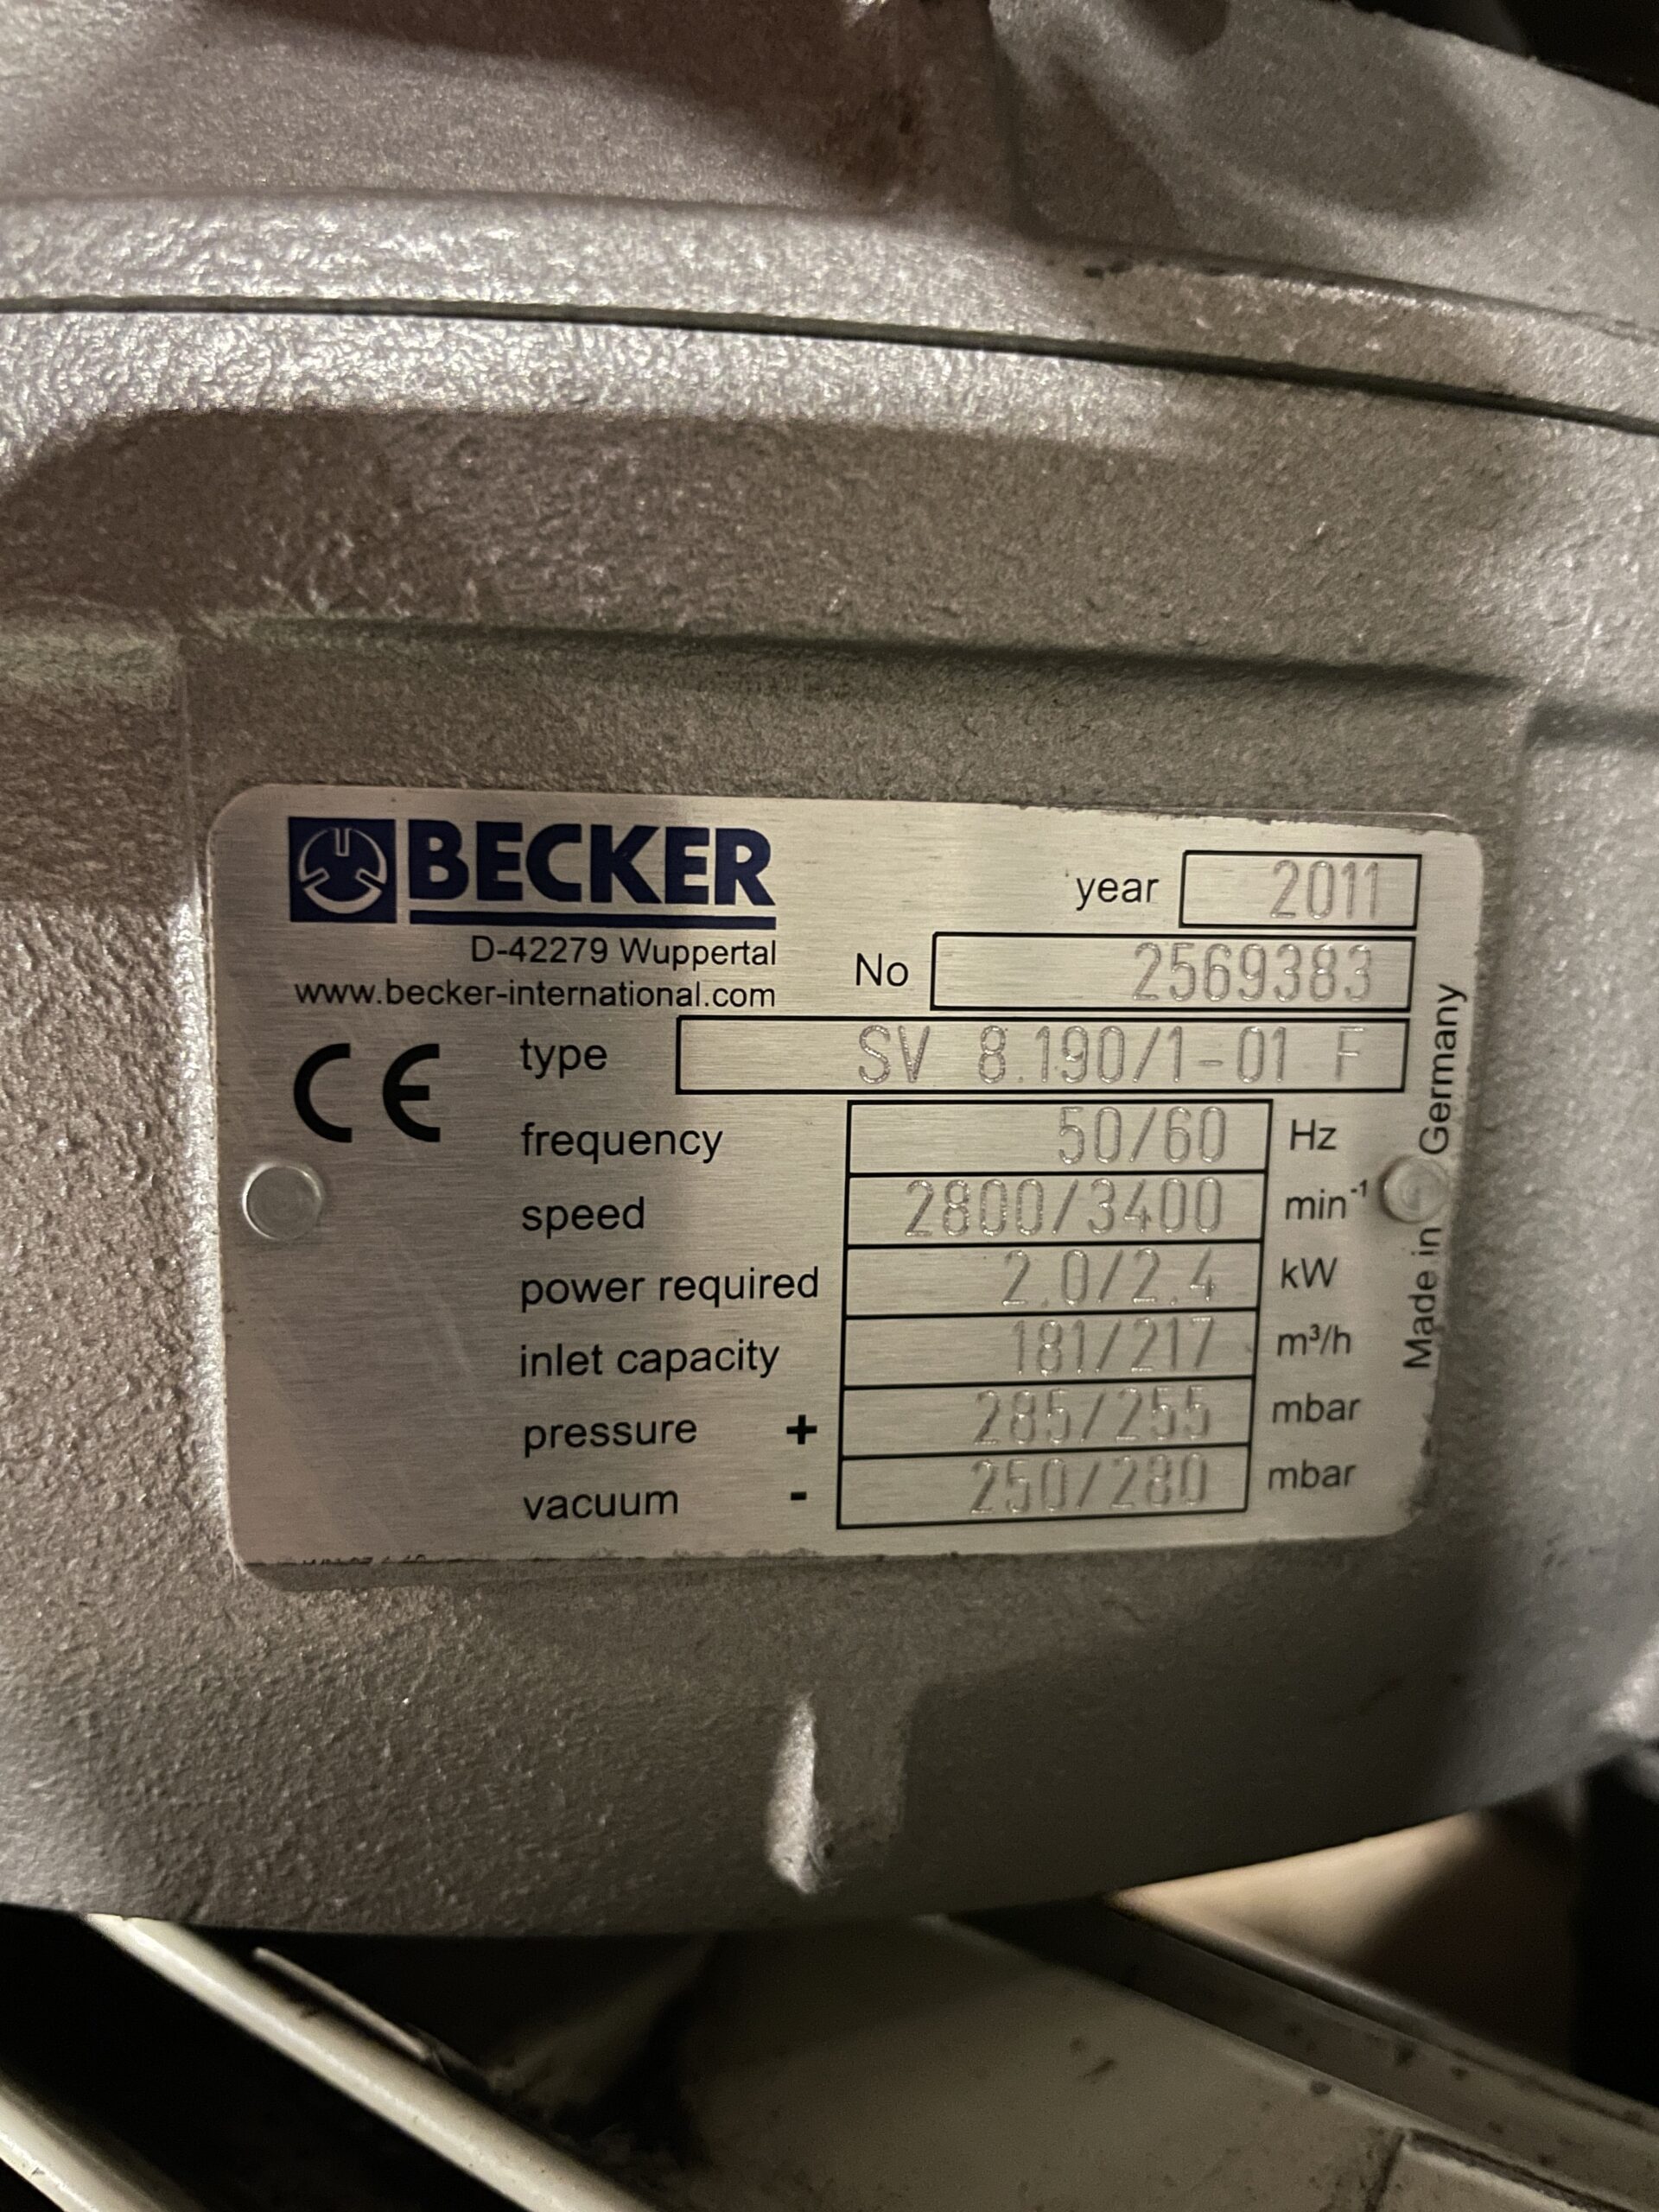 BECKER
D-42279 Wuppertal
www.becker-international.com
year 2011
No 2569383
type SV 8.190/1-01 F
frequency 50/60 Hz
speed 2800/3400 min-1
power required 2.0/2.4 kW
inlet capacity 181/217 m³/h
pressure + 285/255 mbar
vacuum - 250/280 mbar
CE
Made in Germany